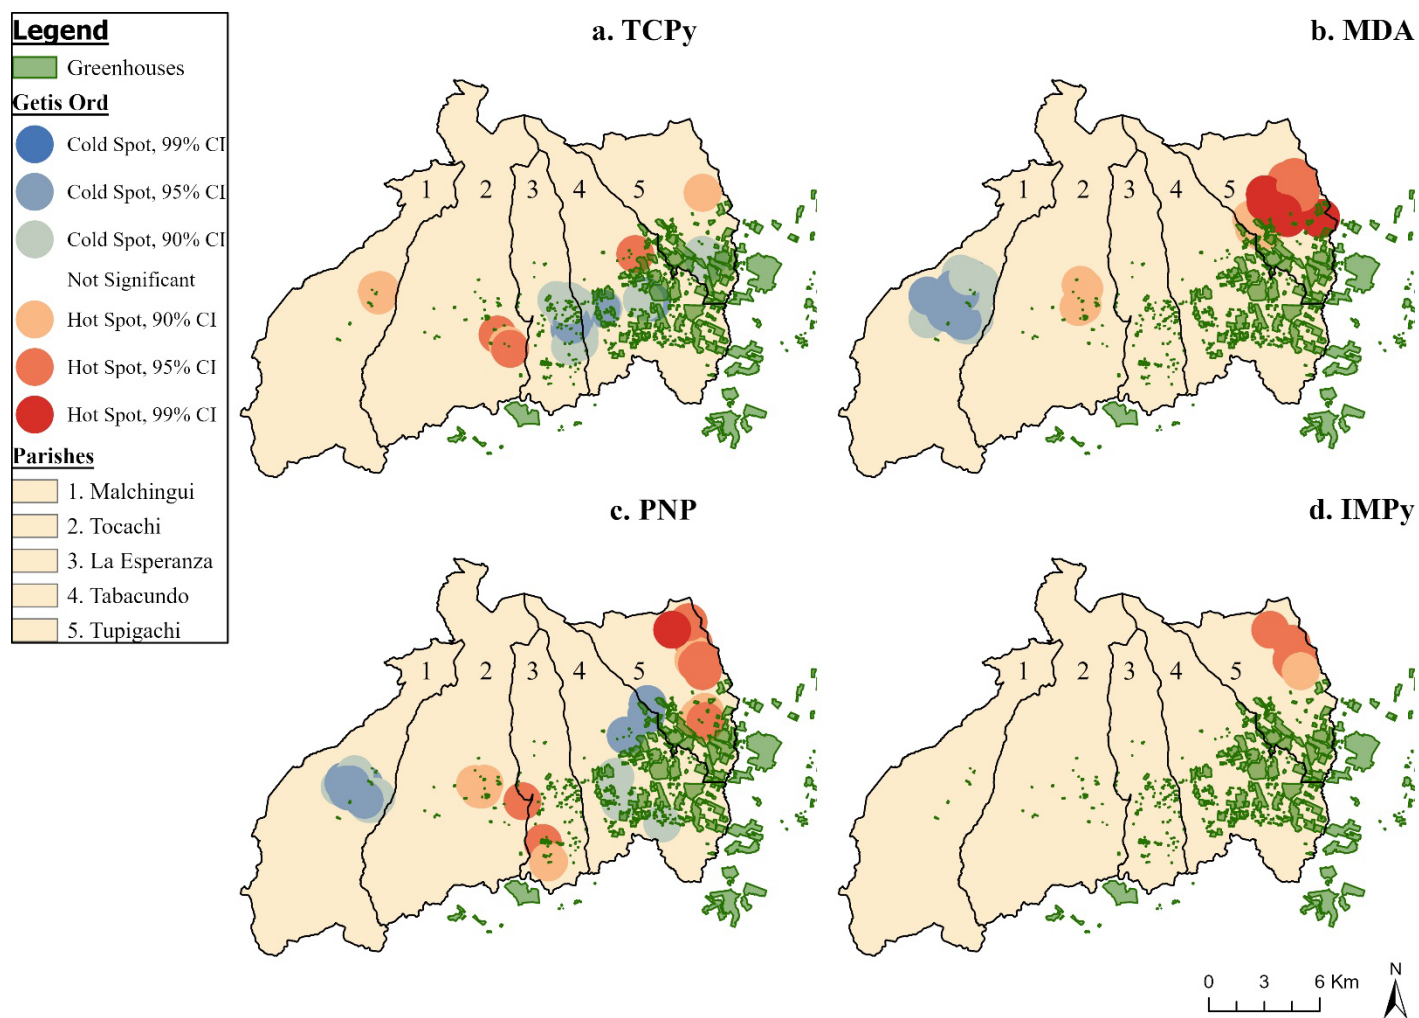 Legend
Greenhouses
Getis Ord
Cold Spot, 99% CI
Cold Spot, 95% CI
Cold Spot, 90% CI
Not Significant
Hot Spot, 90% CI
Hot Spot, 95% CI
Hot Spot, 99% CI
Parishes
1. Malchingui
2. Tocachi
3. La Esperanza
4. Tabacundo
5. Tupigachi
a. TCPy
1 2 3 4 5
b. MDA
1 2 3 4 5
c. PNP
1 2 3 4 5
d. IMPy
1 2 3 4 5
0 3 6 Km
N